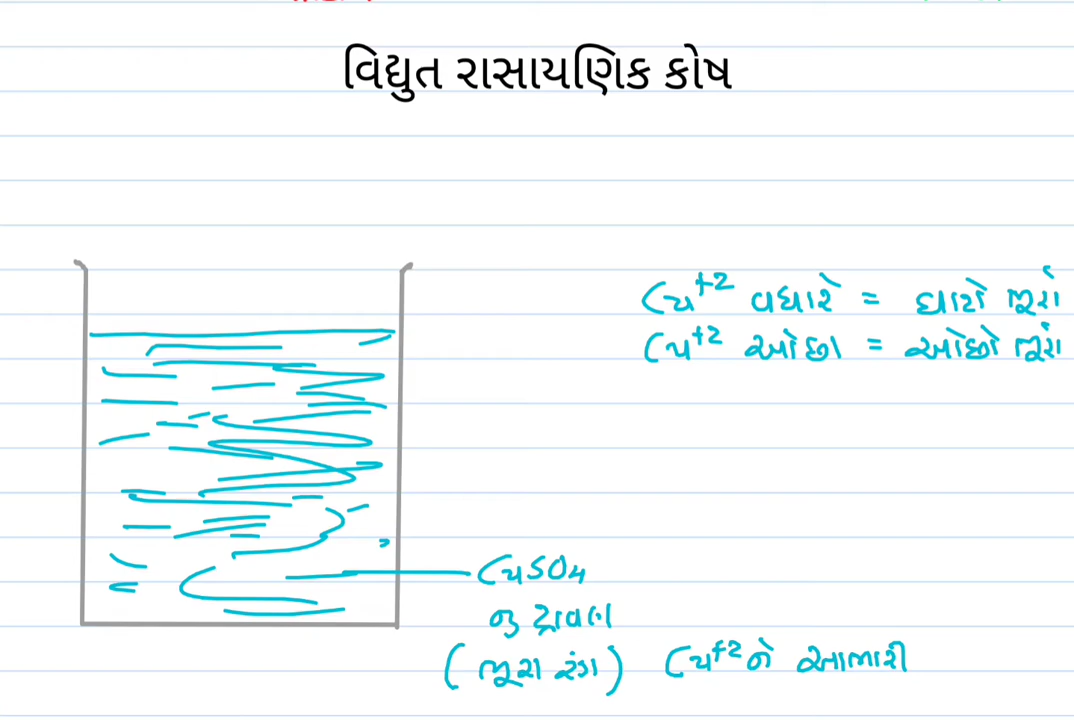 વિદ્યુત રાસાયણિક કોષ
Cu+2 વધારે = ઘાટો ભૂરો
Cu+2 ઓછા = ઓછો ભૂરો
CuSO4
નુ દ્રાવણ
(ભૂરા રંગ) Cu+2 ને આભારી